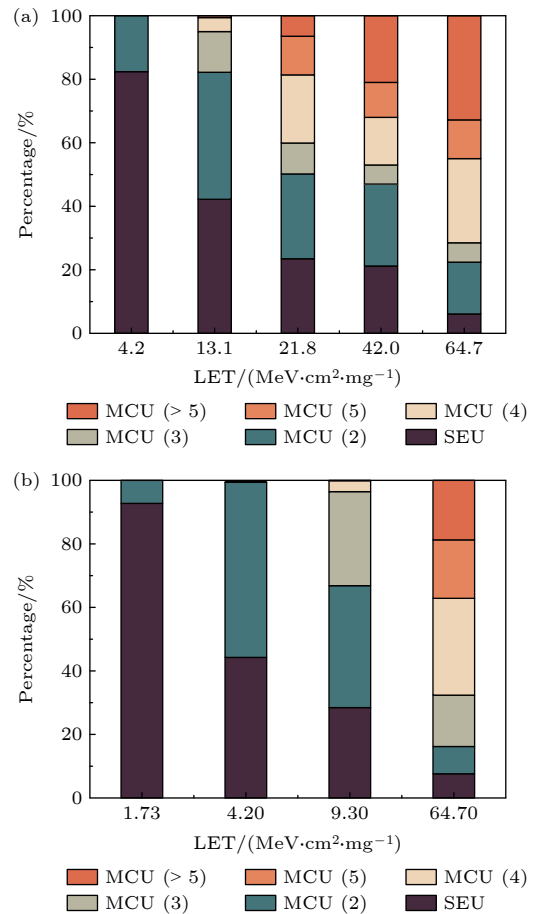 (a)
100
80
60
40
20
0
Percentage/%
4.2 13.1 21.8 42.0 64.7
LET/(MeV·cm²·mg⁻¹)
MCU (> 5) MCU (5) MCU (4)
MCU (3) MCU (2) SEU
(b)
100
80
60
40
20
0
Percentage/%
1.73 4.20 9.30 64.70
LET/(MeV·cm²·mg⁻¹)
MCU (> 5) MCU (5) MCU (4)
MCU (3) MCU (2) SEU